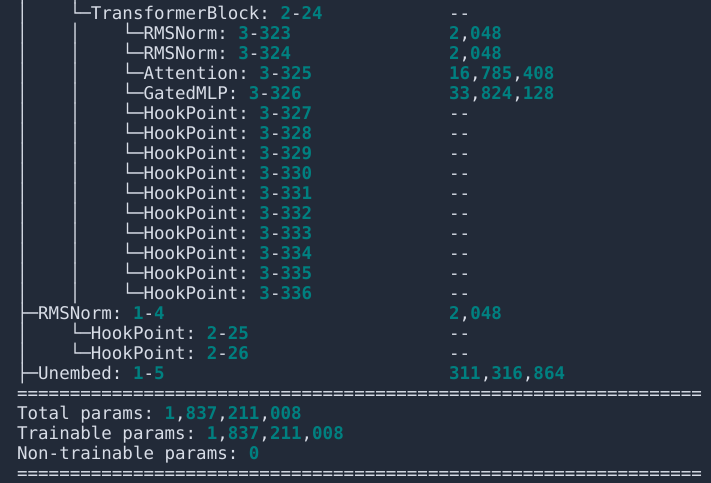 │    └─TransformerBlock: 2-24            --
│    │    └─RMSNorm: 3-323               2,048
│    │    └─RMSNorm: 3-324               2,048
│    │    └─Attention: 3-325             16,785,408
│    │    └─GatedMLP: 3-326              33,824,128
│    │    └─HookPoint: 3-327             --
│    │    └─HookPoint: 3-328             --
│    │    └─HookPoint: 3-329             --
│    │    └─HookPoint: 3-330             --
│    │    └─HookPoint: 3-331             --
│    │    └─HookPoint: 3-332             --
│    │    └─HookPoint: 3-333             --
│    │    └─HookPoint: 3-334             --
│    │    └─HookPoint: 3-335             --
│    │    └─HookPoint: 3-336             --
├─RMSNorm: 1-4                           2,048
│    └─HookPoint: 2-25                   --
│    └─HookPoint: 2-26                   --
├─Unembed: 1-5                           311,316,864
=================================================================
Total params: 1,837,211,008
Trainable params: 1,837,211,008
Non-trainable params: 0
=================================================================